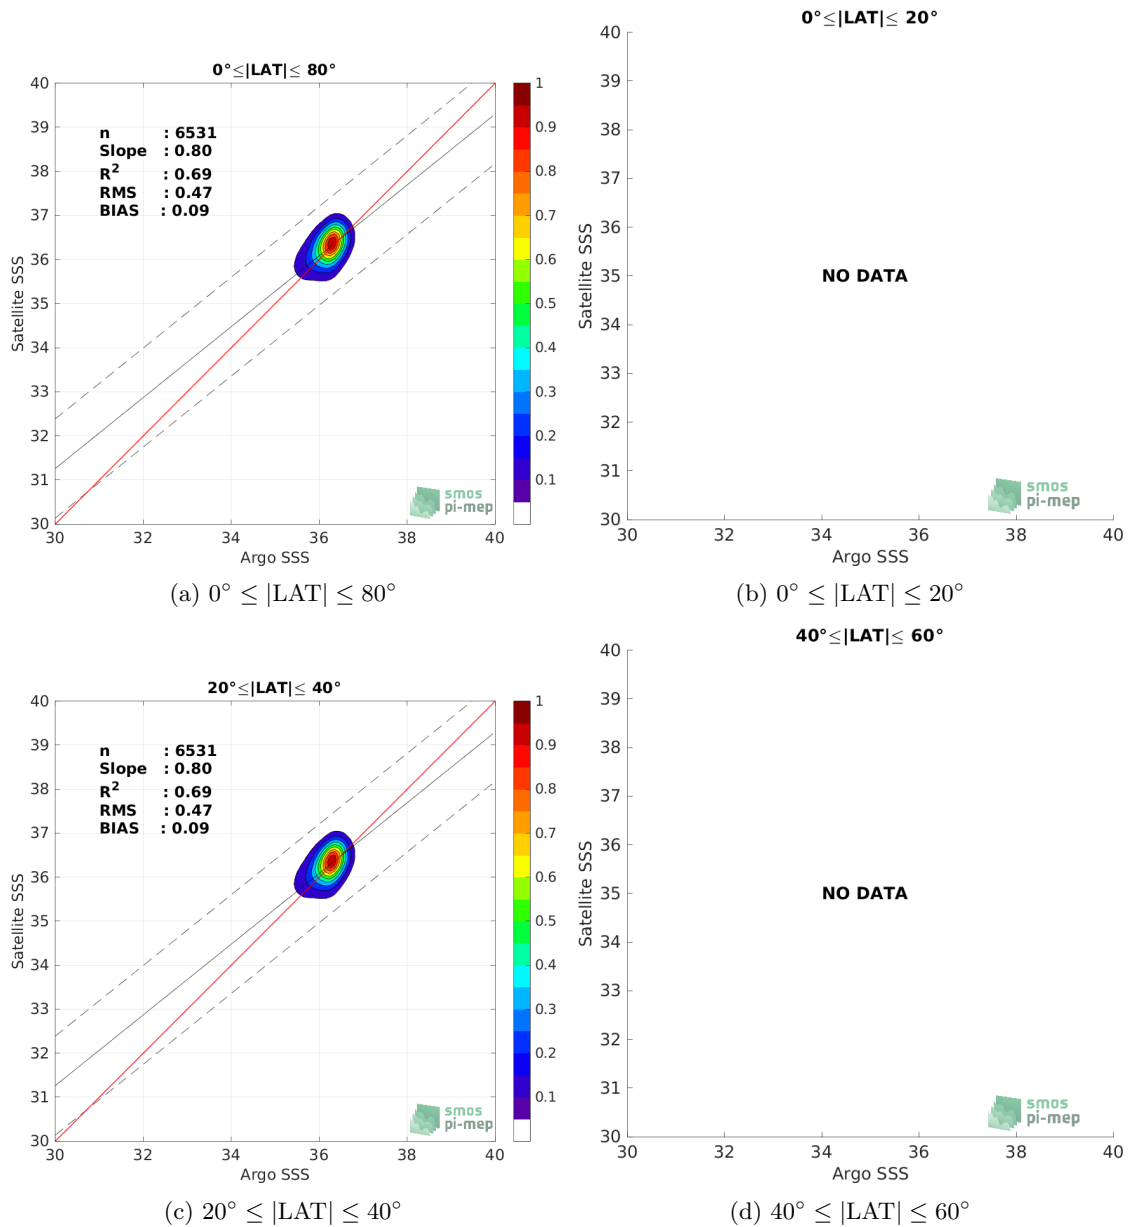 0°≤|LAT|≤ 80°
40
39
38
37
36
35
34
33
32
31
30
Satellite SSS
n : 6531
Slope : 0.80
R² : 0.69
RMS : 0.47
BIAS : 0.09
1
0.9
0.8
0.7
0.6
0.5
0.4
0.3
0.2
0.1
smos
pi-mep
30 32 34 36 38 40
Argo SSS
(a) 0° ≤ |LAT| ≤ 80°
0°≤|LAT|≤ 20°
40
39
38
37
36
35
34
33
32
31
30
Satellite SSS
NO DATA
smos
pi-mep
30 32 34 36 38 40
Argo SSS
(b) 0° ≤ |LAT| ≤ 20°
20°≤|LAT|≤ 40°
40
39
38
37
36
35
34
33
32
31
30
Satellite SSS
n : 6531
Slope : 0.80
R² : 0.69
RMS : 0.47
BIAS : 0.09
1
0.9
0.8
0.7
0.6
0.5
0.4
0.3
0.2
0.1
smos
pi-mep
30 32 34 36 38 40
Argo SSS
(c) 20° ≤ |LAT| ≤ 40°
40°≤|LAT|≤ 60°
40
39
38
37
36
35
34
33
32
31
30
Satellite SSS
NO DATA
smos
pi-mep
30 32 34 36 38 40
Argo SSS
(d) 40° ≤ |LAT| ≤ 60°